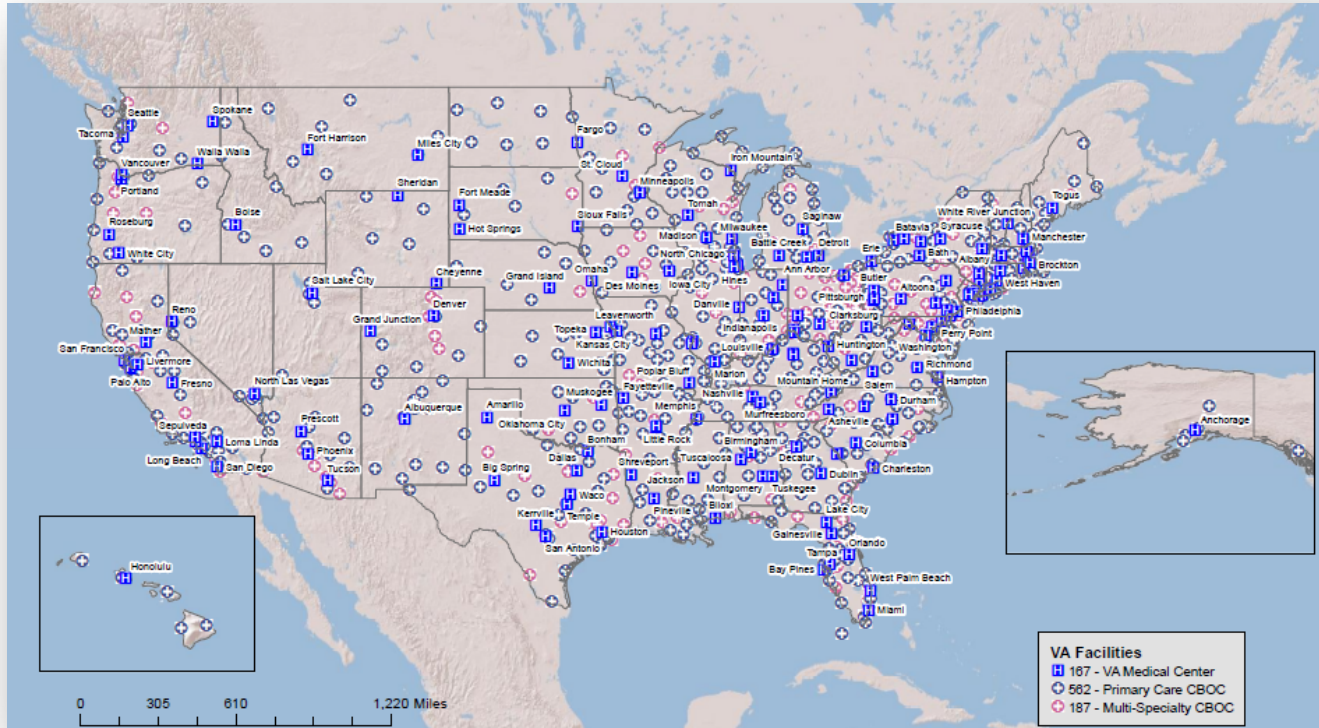 Seattle
Spokane
Tacoma
Fort Harrison
Miles City
Fargo
Iron Mountain
Walla Walla
Vancouver
St. Cloud
Togus
Portland
Sheridan
Fort Meade
Minneapolis
Roseburg
Boise
Tomah
Saginaw
White River Junction
Sioux Falls
Milwaukee
Batavia
Syracuse
Hot Springs
Madison
Battle Creek
Detroit
Manchester
White City
Erie
Bath
Albany
North Chicago
Brockton
Salt Lake City
Cheyenne
Omaha
Ann Arbor
Butler
Grand Island
Hines
West Haven
Des Moines
Iowa City
Altoona
Reno
Denver
Danville
Pittsburgh
Philadelphia
Grand Junction
Leavenworth
Mather
Topeka
Indianapolis
Clarksburg
Perry Point
San Francisco
Kansas City
Louisville
Huntington
Washington
Livermore
Wichita
Richmond
Palo Alto
Fresno
North Las Vegas
Poplar Bluff
Marion
Mountain Home
Salem
Hampton
Muskogee
Fayetteville
Nashville
Durham
Prescott
Albuquerque
Amarillo
Memphis
Murfreesboro
Sepulveda
Oklahoma City
Asheville
Loma Linda
Phoenix
Bonham
Little Rock
Birmingham
Columbia
Long Beach
Dallas
Shreveport
Tuscaloosa
Decatur
San Diego
Tucson
Big Spring
Jackson
Dublin
Charleston
Montgomery
Tuskegee
Waco
Biloxi
Kerrville
Temple
Pineville
Lake City
Houston
Gainesville
San Antonio
Orlando
Tampa
Bay Pines
West Palm Beach
Miami
Anchorage
Honolulu
VA Facilities
167 - VA Medical Center
562 - Primary Care CBOC
187 - Multi-Specialty CBOC
0 305 610 1,220 Miles